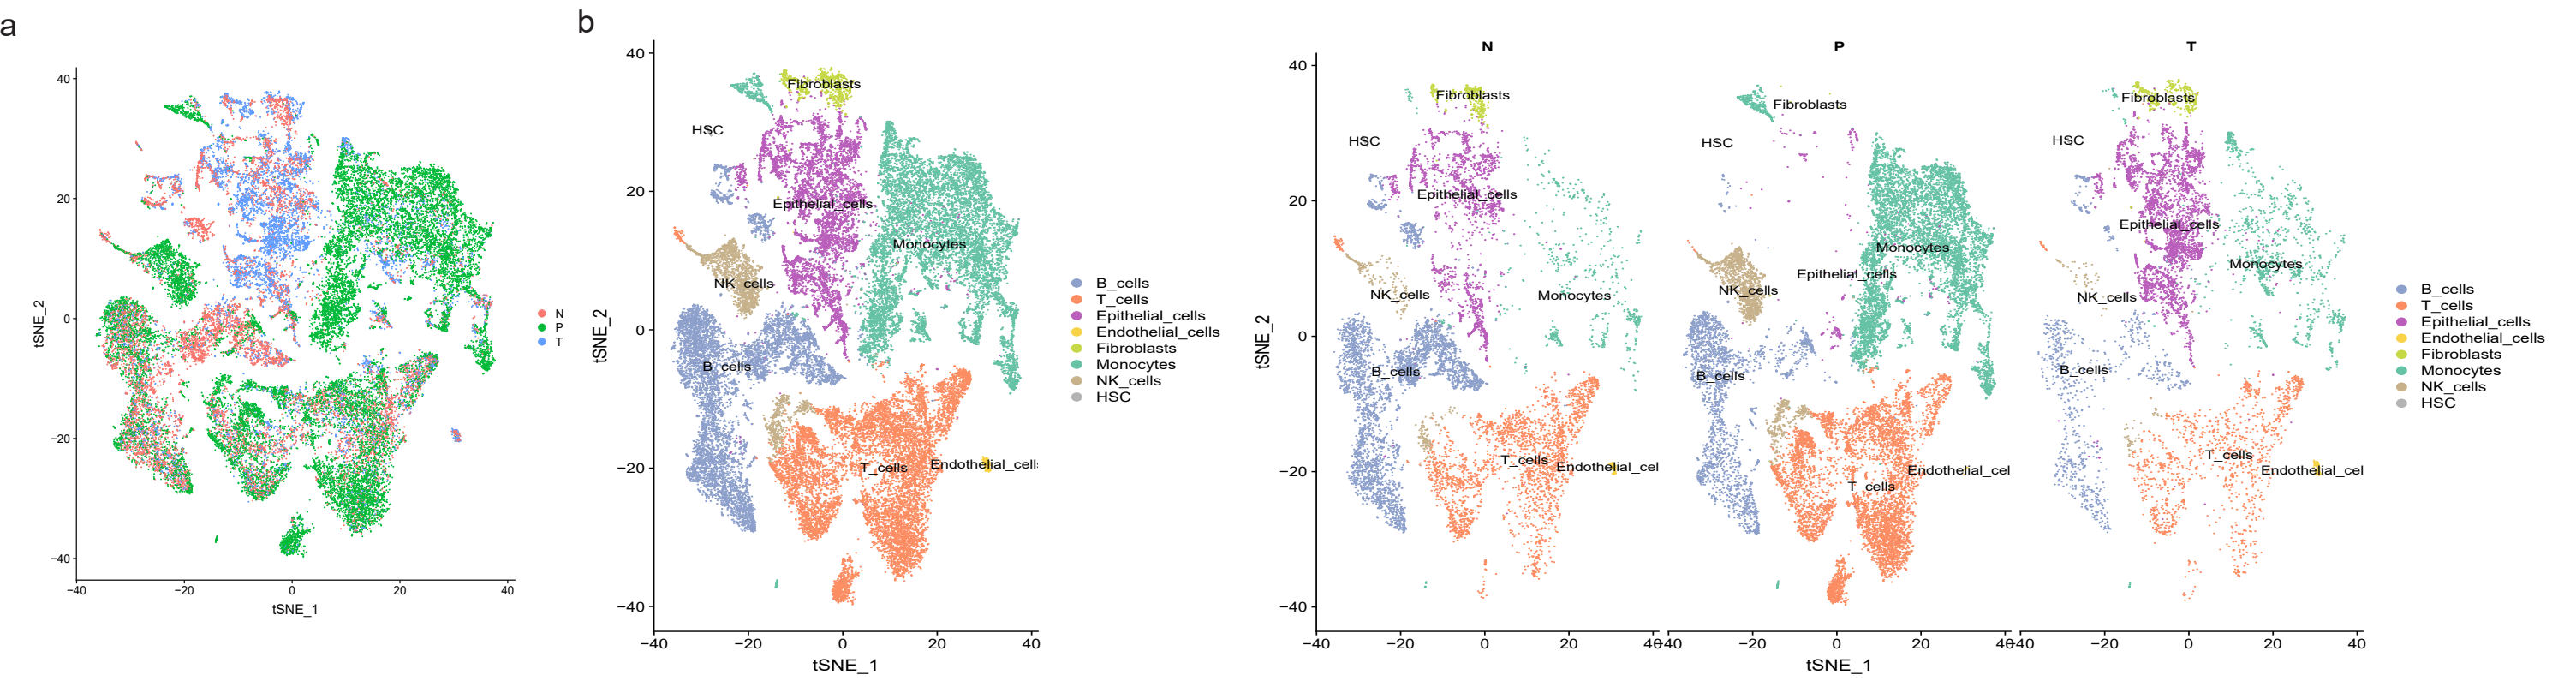 a
40
20
0
−20
−40
tSNE_2
−40
−20
0
20
40
tSNE_1
N
P
T
b
40
20
0
−20
−40
tSNE_2
Fibroblasts
HSC
Epithelial_cells
Monocytes
NK_cells
B_cells
T_cells
Endothelial_cells
−40
−20
0
20
40
tSNE_1
B_cells
T_cells
Epithelial_cells
Endothelial_cells
Fibroblasts
Monocytes
NK_cells
HSC
40
20
0
−20
−40
tSNE_2
N
Fibroblasts
HSC
Epithelial_cells
NK_cells
Monocytes
B_cells
T_cells
Endothelial_cel
−40
−20
0
20
40
P
Fibroblasts
HSC
Monocytes
Epithelial_cells
NK_cells
B_cells
Endothelial_cel
T_cells
−40
−20
0
20
40
tSNE_1
T
Fibroblasts
HSC
Epithelial_cells
Monocytes
NK_cells
B_cells
T_cells
Endothelial_cel
−40
−20
0
20
40
B_cells
T_cells
Epithelial_cells
Endothelial_cells
Fibroblasts
Monocytes
NK_cells
HSC